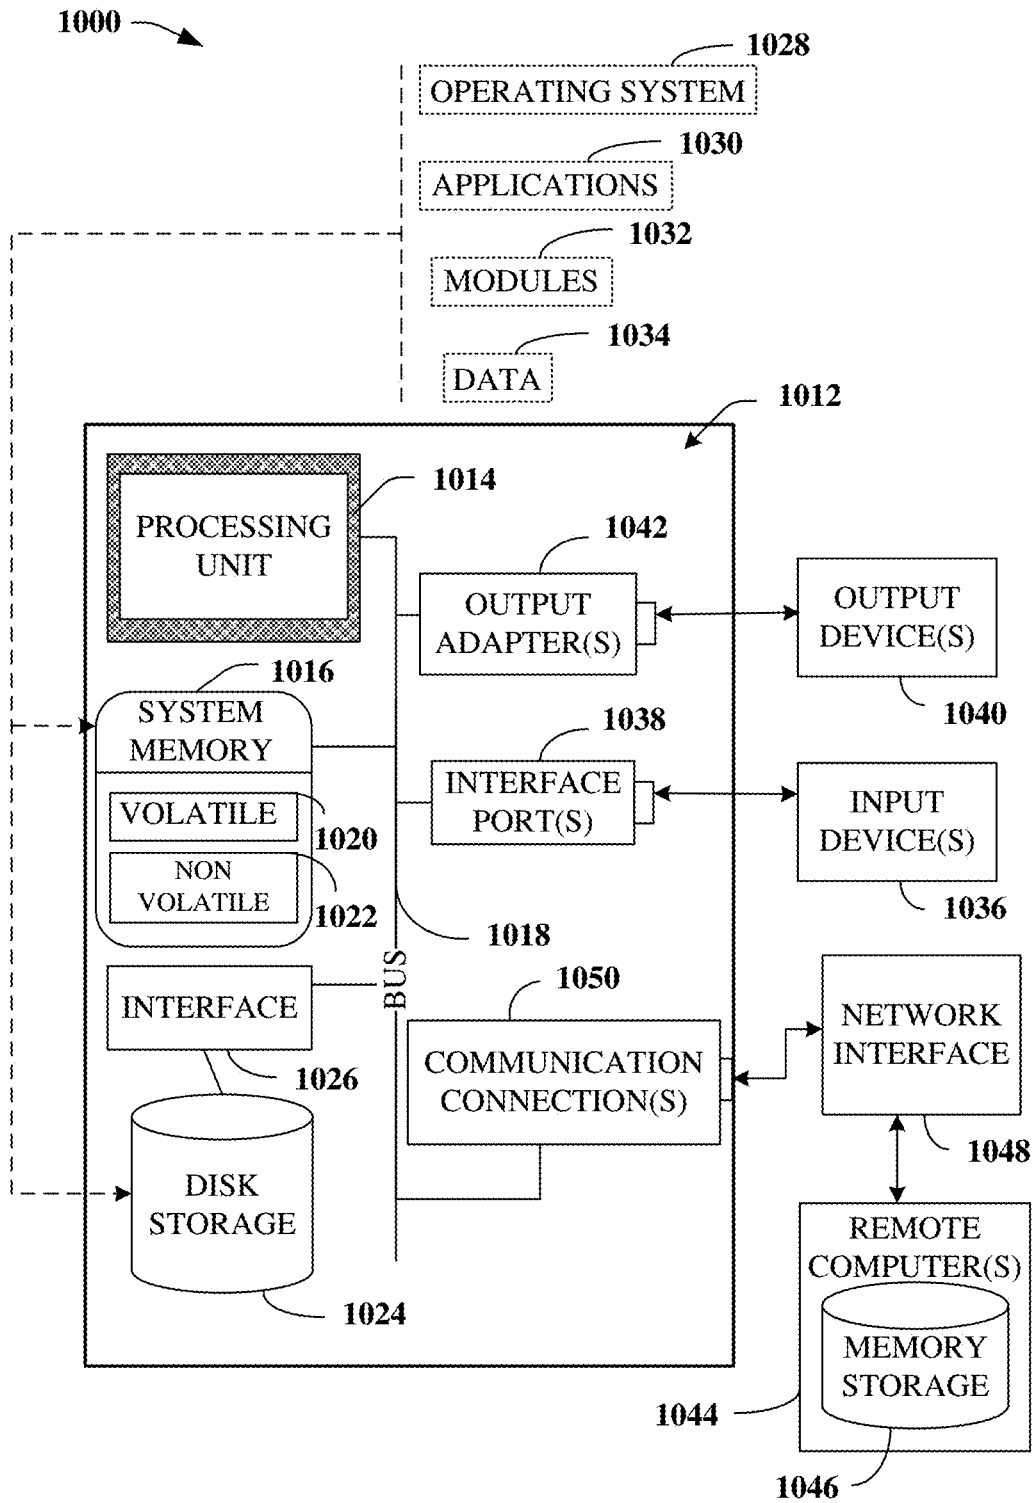 1000
1028
OPERATING SYSTEM
1030
APPLICATIONS
1032
MODULES
1034
DATA
1012
1014
PROCESSING
UNIT
1042
OUTPUT
ADAPTER(S)
OUTPUT
DEVICE(S)
1040
1016
SYSTEM
MEMORY
VOLATILE
1020
NON
VOLATILE
1022
1038
INTERFACE
PORT(S)
INPUT
DEVICE(S)
1036
1018
BUS
INTERFACE
1026
1050
COMMUNICATION
CONNECTION(S)
NETWORK
INTERFACE
1048
DISK
STORAGE
1024
REMOTE
COMPUTER(S)
MEMORY
STORAGE
1044
1046